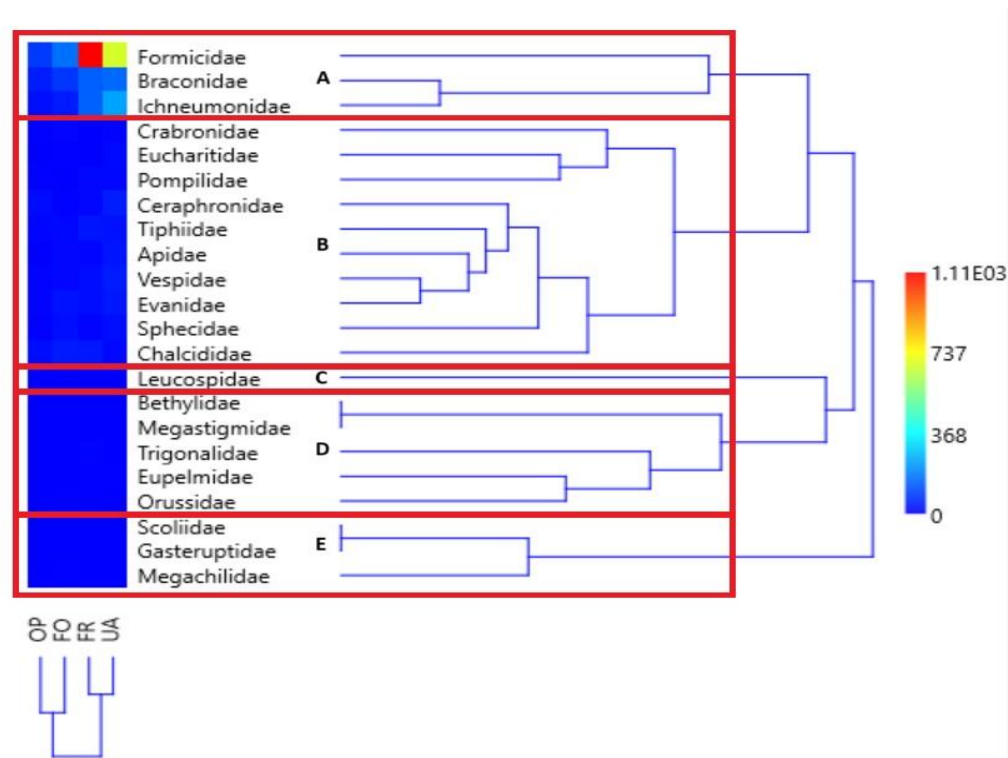 Formicidae
Braconidae
A
Ichneumonidae
Crabronidae
Eucharitidae
Pompilidae
Ceraphronidae
Tiphiidae
B
Apidae
Vespidae
Evanidae
Sphecidae
Chalcididae
Leucospidae
C
Bethylidae
Megastigmidae
Trigonalidae
D
Eupelmidae
Orussidae
Scoliidae
Gasteruptidae
E
Megachilidae
1.11E03
737
368
0
OP
FO
FR
UA